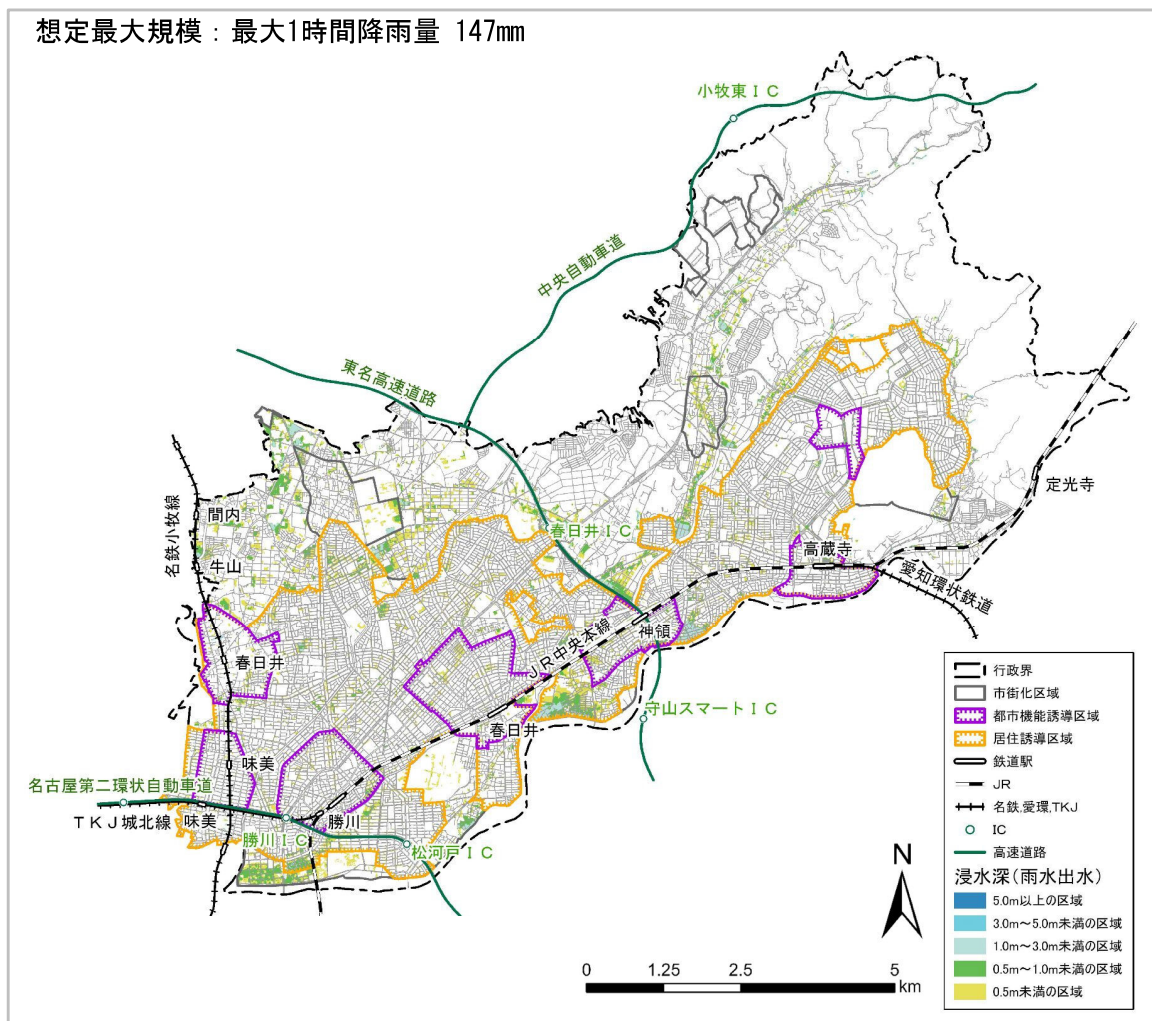 想定最大規模：最大1時間降雨量 147mm
小牧東ＩＣ
中央自動車道
東名高速道路
名鉄小牧線
間内
牛山
春日井ＩＣ
高蔵寺
定光寺
愛知環状鉄道
ＪＲ中央本線
神領
春日井
守山スマートＩＣ
春日井
味美
名古屋第二環状自動車道
ＴＫＪ城北線
味美
勝川ＩＣ
勝川
松河戸ＩＣ
行政界
市街化区域
都市機能誘導区域
居住誘導区域
鉄道駅
JR
名鉄,愛環,TKJ
IC
高速道路
浸水深(雨水出水)
5.0m以上の区域
3.0m～5.0m未満の区域
1.0m～3.0m未満の区域
0.5m～1.0m未満の区域
0.5m未満の区域
N
0 1.25 2.5 5
km